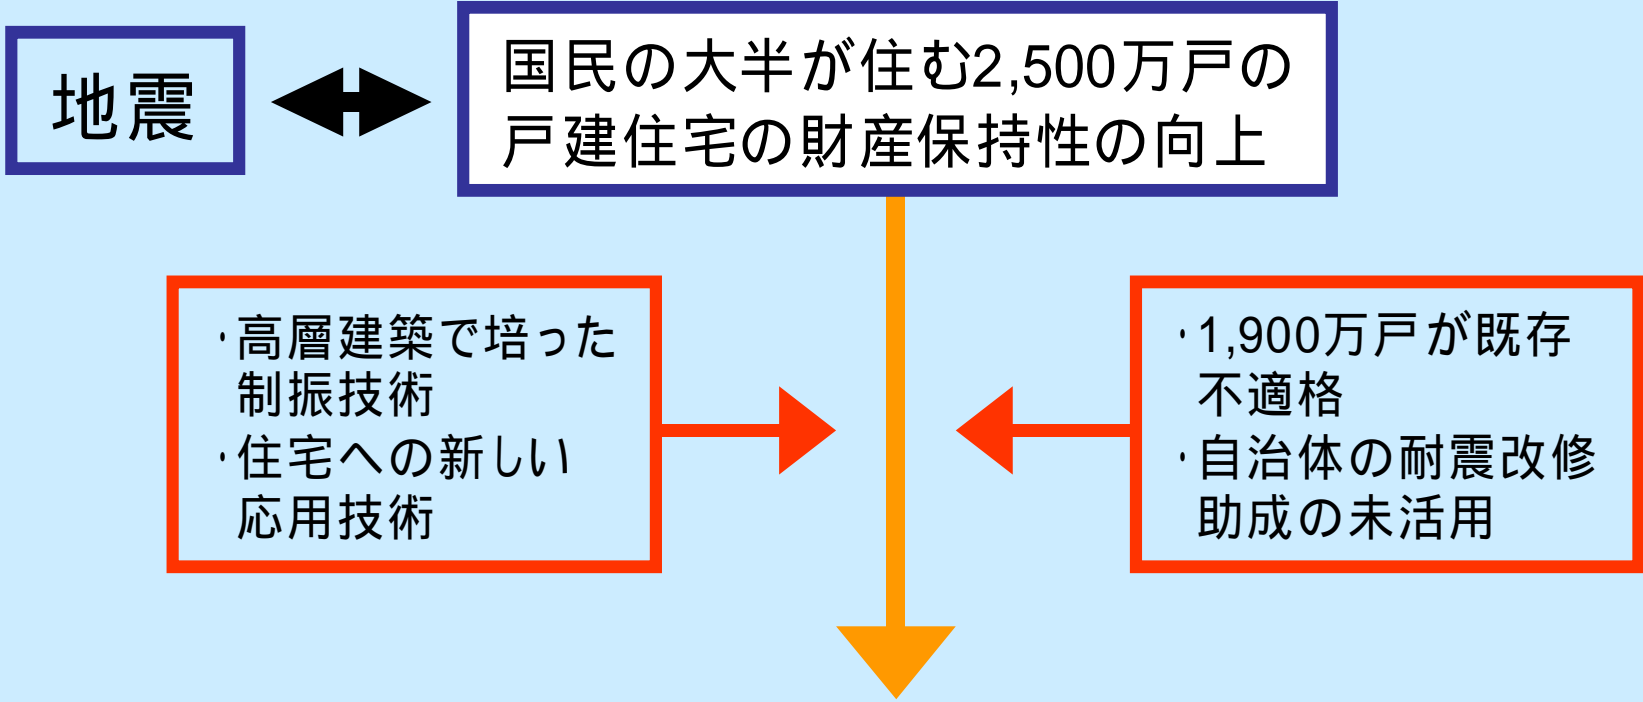 地震
国民の大半が住む2,500万戸の
戸建住宅の財産保持性の向上
・高層建築で培った
制振技術
・住宅への新しい
応用技術
・1,900万戸が既存
不適格
・自治体の耐震改修
助成の未活用